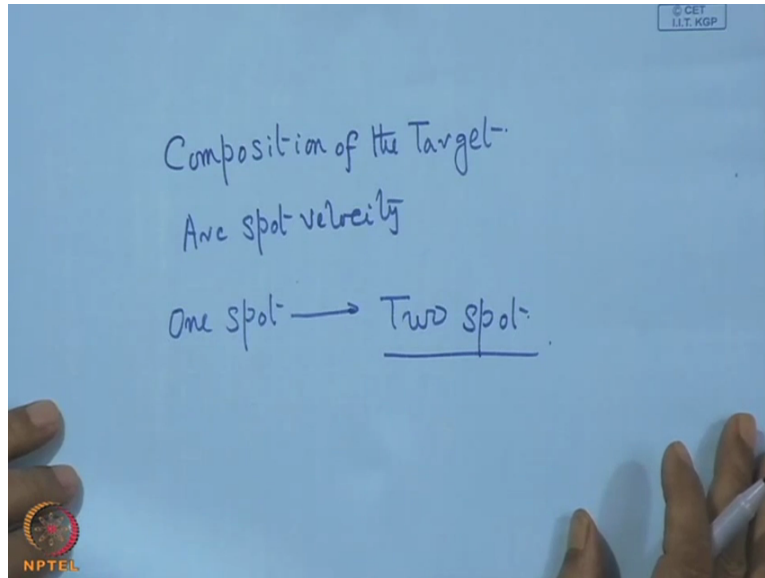 © CET
I.I.T. KGP
Composition of the Target
Arc spot velocity
One spot → Two spot
NPTEL